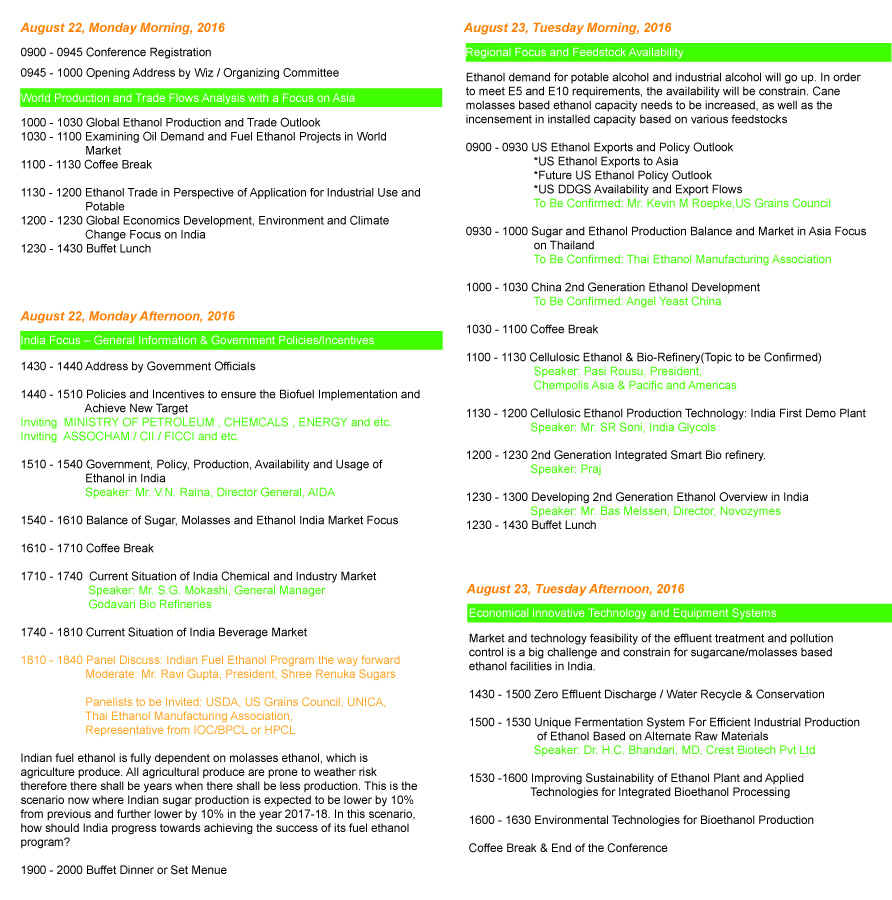 August 22, Monday Morning, 2016
0900 - 0945 Conference Registration
0945 - 1000 Opening Address by Wiz / Organizing Committee
World Production and Trade Flows Analysis with a Focus on Asia
1000 - 1030 Global Ethanol Production and Trade Outlook
1030 - 1100 Examining Oil Demand and Fuel Ethanol Projects in World
Market
1100 - 1130 Coffee Break
1130 - 1200 Ethanol Trade in Perspective of Application for Industrial Use and
Potable
1200 - 1230 Global Economics Development, Environment and Climate
Change Focus on India
1230 - 1430 Buffet Lunch
August 22, Monday Afternoon, 2016
India Focus – General Information & Government Policies/Incentives
1430 - 1440 Address by Government Officials
1440 - 1510 Policies and Incentives to ensure the Biofuel Implementation and
Achieve New Target
Inviting MINISTRY OF PETROLEUM , CHEMCALS , ENERGY and etc.
Inviting ASSOCHAM / CII / FICCI and etc.
1510 - 1540 Government, Policy, Production, Availability and Usage of
Ethanol in India
Speaker: Mr. V.N. Raina, Director General, AIDA
1540 - 1610 Balance of Sugar, Molasses and Ethanol India Market Focus
1610 - 1710 Coffee Break
1710 - 1740 Current Situation of India Chemical and Industry Market
Speaker: Mr. S.G. Mokashi, General Manager
Godavari Bio Refineries
1740 - 1810 Current Situation of India Beverage Market
1810 - 1840 Panel Discuss: Indian Fuel Ethanol Program the way forward
Moderate: Mr. Ravi Gupta, President, Shree Renuka Sugars
Panelists to be Invited: USDA, US Grains Council, UNICA,
Thai Ethanol Manufacturing Association,
Representative from IOC/BPCL or HPCL
Indian fuel ethanol is fully dependent on molasses ethanol, which is
agriculture produce. All agricultural produce are prone to weather risk
therefore there shall be years when there shall be less production. This is the
scenario now where Indian sugar production is expected to be lower by 10%
from previous and further lower by 10% in the year 2017-18. In this scenario,
how should India progress towards achieving the success of its fuel ethanol
program?
1900 - 2000 Buffet Dinner or Set Menue
August 23, Tuesday Morning, 2016
Regional Focus and Feedstock Availability
Ethanol demand for potable alcohol and industrial alcohol will go up. In order
to meet E5 and E10 requirements, the availability will be constrain. Cane
molasses based ethanol capacity needs to be increased, as well as the
incensement in installed capacity based on various feedstocks
0900 - 0930 US Ethanol Exports and Policy Outlook
*US Ethanol Exports to Asia
*Future US Ethanol Policy Outlook
*US DDGS Availability and Export Flows
To Be Confirmed: Mr. Kevin M Roepke,US Grains Council
0930 - 1000 Sugar and Ethanol Production Balance and Market in Asia Focus
on Thailand
To Be Confirmed: Thai Ethanol Manufacturing Association
1000 - 1030 China 2nd Generation Ethanol Development
To Be Confirmed: Angel Yeast China
1030 - 1100 Coffee Break
1100 - 1130 Cellulosic Ethanol & Bio-Refinery(Topic to be Confirmed)
Speaker: Pasi Rousu, President,
Chempolis Asia & Pacific and Americas
1130 - 1200 Cellulosic Ethanol Production Technology: India First Demo Plant
Speaker: Mr. SR Soni, India Glycols
1200 - 1230 2nd Generation Integrated Smart Bio refinery.
Speaker: Praj
1230 - 1300 Developing 2nd Generation Ethanol Overview in India
Speaker: Mr. Bas Melssen, Director, Novozymes
1230 - 1430 Buffet Lunch
August 23, Tuesday Afternoon, 2016
Economical Innovative Technology and Equipment Systems
Market and technology feasibility of the effluent treatment and pollution
control is a big challenge and constrain for sugarcane/molasses based
ethanol facilities in India.
1430 - 1500 Zero Effluent Discharge / Water Recycle & Conservation
1500 - 1530 Unique Fermentation System For Efficient Industrial Production
of Ethanol Based on Alternate Raw Materials
Speaker: Dr. H.C. Bhandari, MD, Crest Biotech Pvt Ltd
1530 -1600 Improving Sustainability of Ethanol Plant and Applied
Technologies for Integrated Bioethanol Processing
1600 - 1630 Environmental Technologies for Bioethanol Production
Coffee Break & End of the Conference